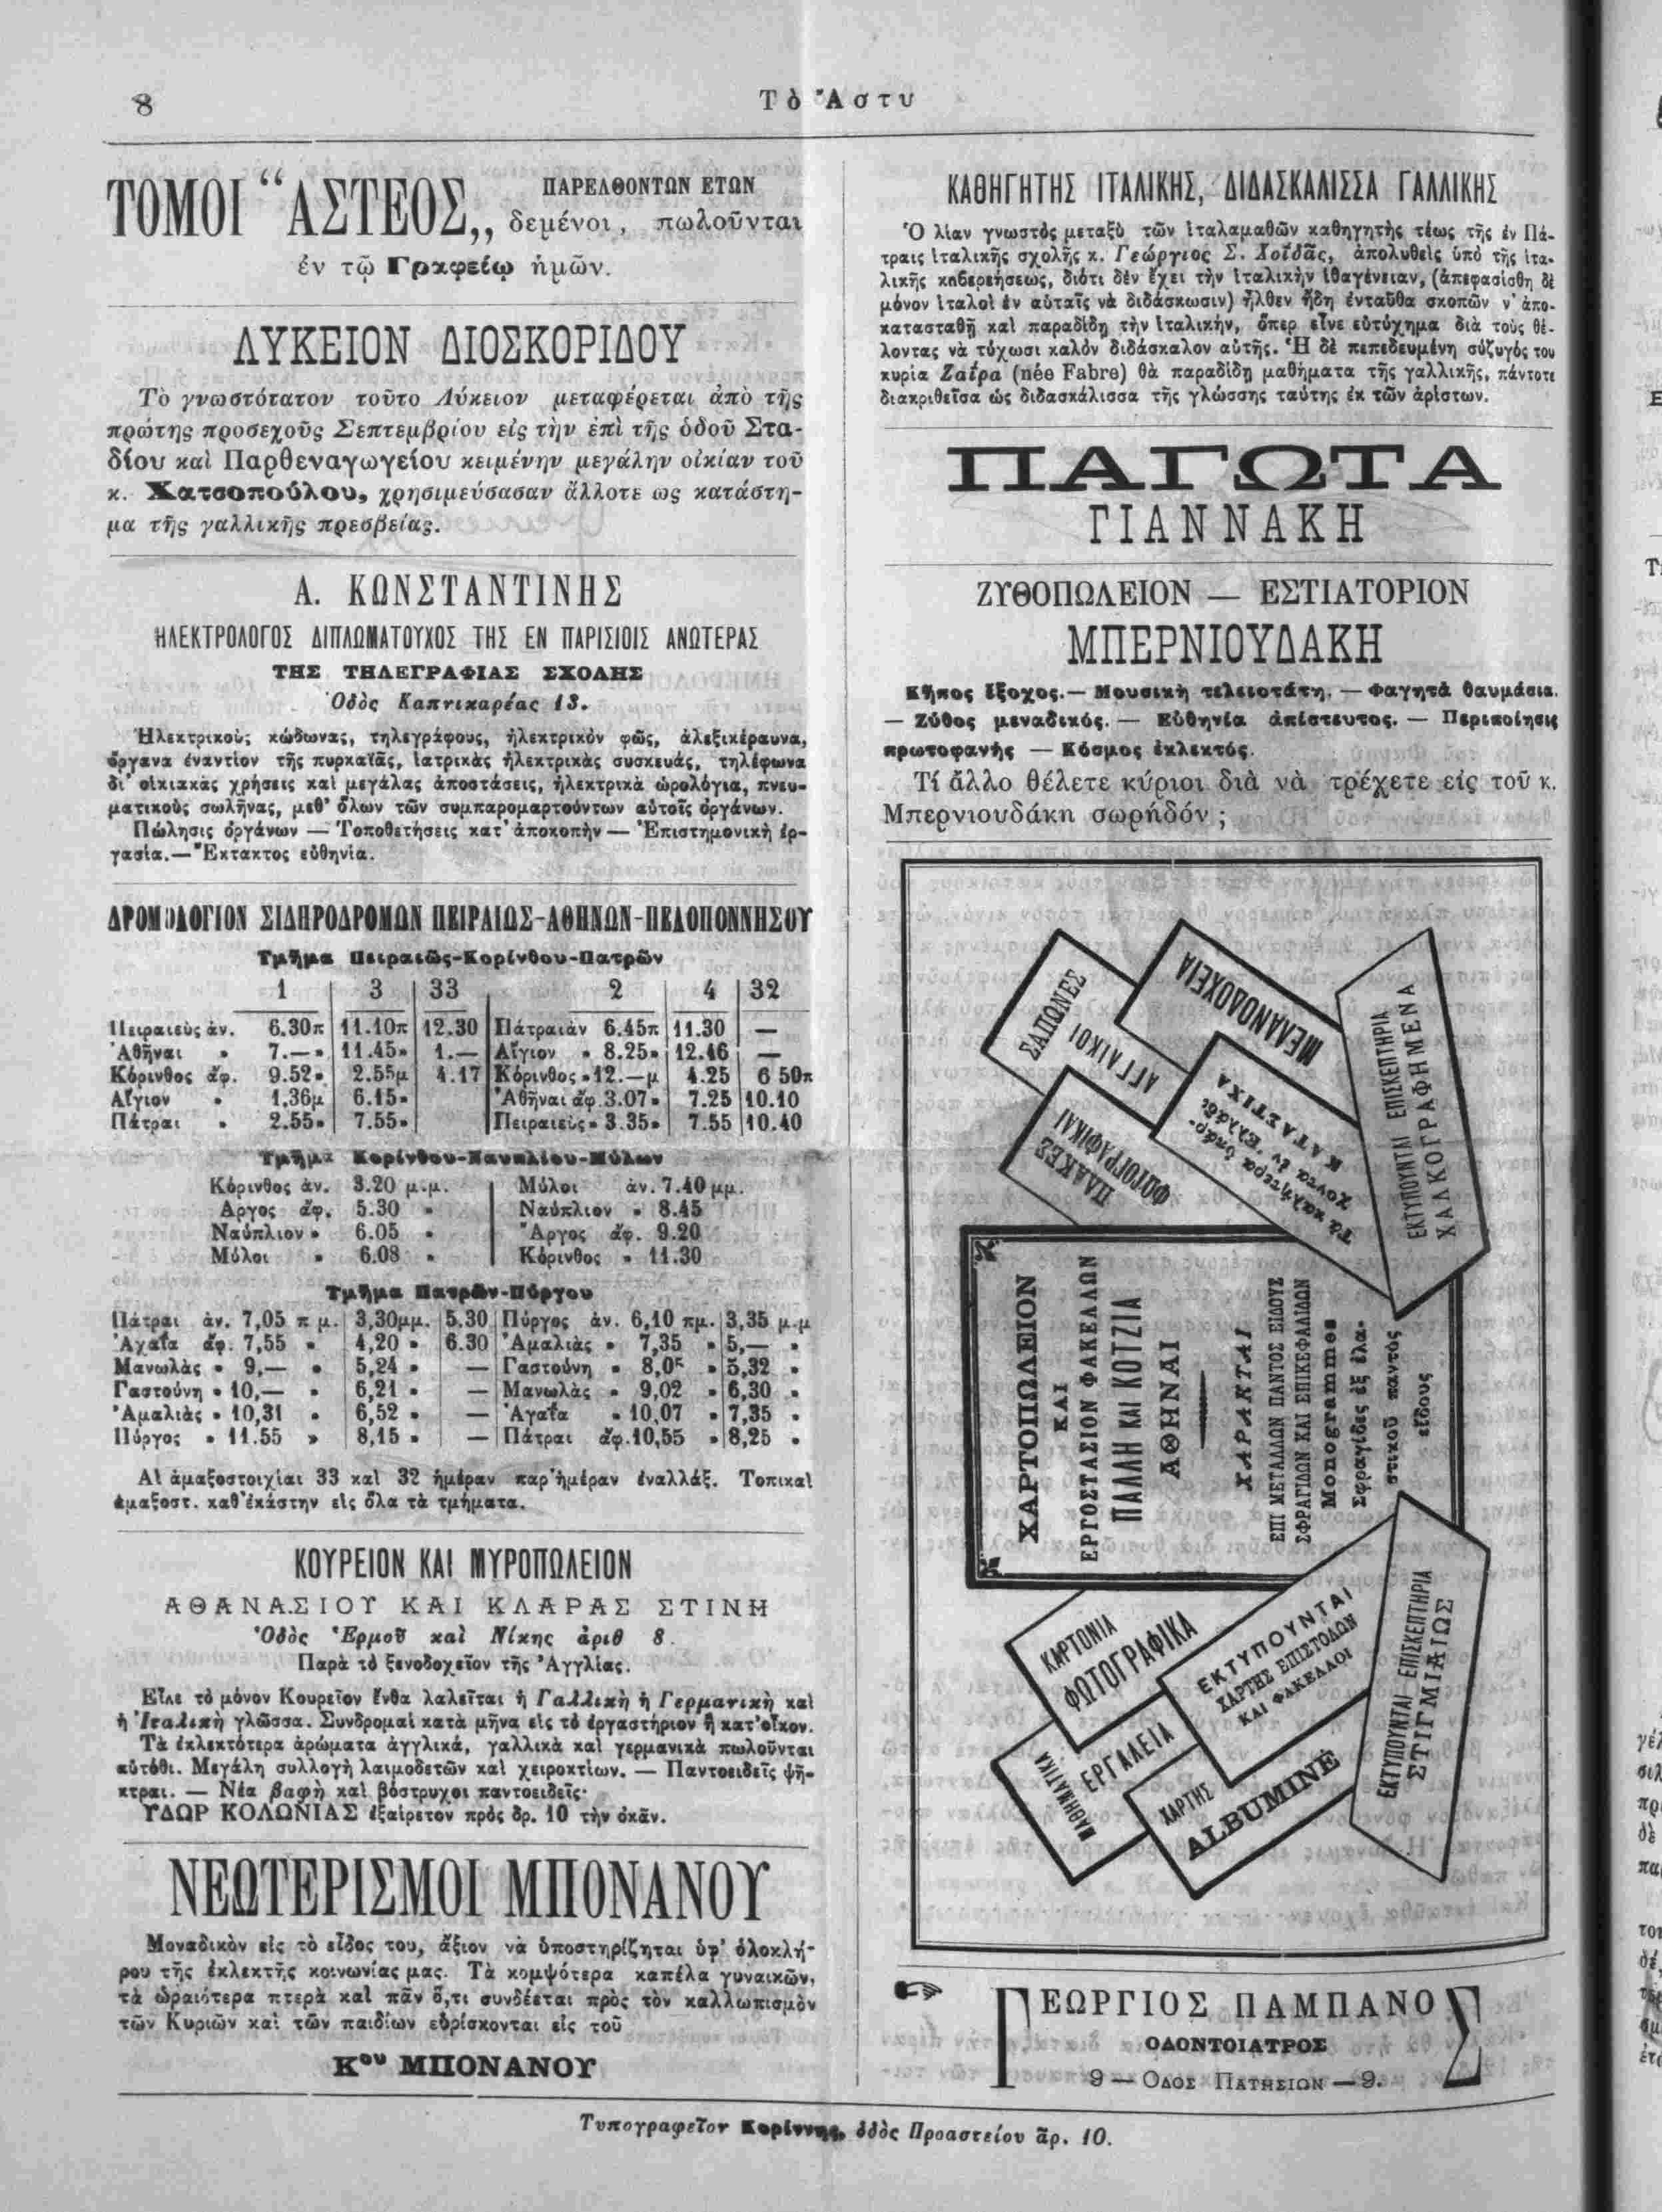 8
Τὸ Ἄστυ
ΤΟΜΟΙ “ΑΣΤΕΟΣ„ ΠΑΡΕΛΘΟΝΤΩΝ ΕΤΩΝ
δεμένοι, πωλοῦνται
ἐν τῷ Γραφείῳ ἡμῶν.
ΛΥΚΕΙΟΝ ΔΙΟΣΚΟΡΙΔΟΥ
Τὸ γνωστότατον τοῦτο Λύκειον μεταφέρεται ἀπὸ τῆς
πρώτης προσεχοῦς Σεπτεμβρίου εἰς τὴν ἐπὶ τῆς ὁδοῦ Στα-
δίου καὶ Παρθεναγωγείου κειμένην μεγάλην οἰκίαν τοῦ
κ. Χατσοπούλου, χρησιμεύσασαν ἄλλοτε ως κατάστη-
μα τῆς γαλλικῆς πρεσβείας.
Α. ΚΩΝΣΤΑΝΤΙΝΗΣ
ΗΛΕΚΤΡΟΛΟΓΟΣ ΔΙΠΛΩΜΑΤΟΥΧΟΣ ΤΗΣ ΕΝ ΠΑΡΙΣΙΟΙΣ ΑΝΩΤΕΡΑΣ
ΤΗΣ ΤΗΛΕΓΡΑΦΙΑΣ ΣΧΟΛΗΣ
Ὁδὸς Καπνικαρέας 13.
Ἠλεκτρικοὺς κώδωνας, τηλεγράφους, ἠλεκτρικὸν φῶς, ἀλεξικέραυνα,
ὄργανα ἐναντίον τῆς πυρκαϊᾶς, ἰατρικὰς ἠλεκτρικὰς συσκευάς, τηλέφωνα
δι' οἰκιακὰς χρήσεις καὶ μεγάλας ἀποστάσεις, ἠλεκτρικὰ ὡρολόγια, πνευ-
ματικοὺς σωλῆνας, μεθ' ὅλων τῶν συμπαρομαρτούντων αὐτοῖς ὀργάνων.
Πώλησις ὀργάνων — Τοποθετήσεις κατ' ἀποκοπὴν — Ἐπιστημονικὴ ἐρ-
γασία.— Ἔκτακτος εὐθηνία.
ΔΡΟΜΟΛΟΓΙΟΝ ΣΙΔΗΡΟΔΡΟΜΩΝ ΠΕΙΡΑΙΩΣ-ΑΘΗΝΩΝ-ΠΕΛΟΠΟΝΝΗΣΟΥ
Τμῆμα Πειραιῶς-Κορίνθου-Πατρῶν
1 3 33 2 4 32
Πειραιεὺς ἀν. 6.30π 11.10π 12.30 Πάτραι ἀν 6.45π 11.30 —
Ἀθῆναι » 7.—» 11.45» 1.— Αἴγιον » 8.25» 12.46 —
Κόρινθος ἀφ. 9.52» 2.55μ 4.17 Κόρινθος » 12.—μ 4.25 6 50π
Αἴγιον » 1.36μ 6.15» Ἀθῆναι ἀφ. 3.07» 7.25 10.10
Πάτραι » 2.55» 7.55» Πειραιεὺς » 3.35» 7.55 10.40
Τμῆμα Κορίνθου-Ναυπλίου-Μύλων
Κόρινθος ἀν. 3.20 μ.μ. Μύλοι ἀν. 7.40 μμ.
Αργος ἀφ. 5.30 » Ναύπλιον » 8.45
Ναύπλιον » 6.05 » Ἄργος ἀφ. 9.20
Μύλοι » 6.08 » Κόρινθος » 11.30
Τμῆμα Πατρῶν-Πύργου
Πάτραι ἀν. 7,05 π μ. 3,30μμ. 5.30 Πύργος ἀν. 6,10 πμ. 3,35 μ.μ
Ἀχαΐα ἀφ. 7,55 » 4,20 » 6.30 Ἀμαλιὰς » 7,35 » 5,— »
Μανωλὰς » 9,— » 5,24 » — Γαστούνη » 8,05 » 5,32 »
Γαστούνη » 10,— » 6,21 » — Μανωλὰς » 9,02 » 6,30 »
Ἀμαλιὰς » 10,31 » 6,52 » — Ἀγαΐα » 10,07 » 7,35 »
Πύργος » 11.55 » 8,15 » — Πάτραι ἀφ. 10,55 » 8,25 »
Αἱ ἁμαξοστοιχίαι 33 καὶ 32 ἡμέραν παρ' ἡμέραν ἐναλλάξ. Τοπικαὶ
ἁμαξοστ. καθ' ἑκάστην εἰς ὅλα τὰ τμήματα.
ΚΟΥΡΕΙΟΝ ΚΑΙ ΜΥΡΟΠΩΛΕΙΟΝ
ΑΘΑΝΑΣΙΟΥ ΚΑΙ ΚΛΑΡΑΣ ΣΤΙΝΗ
Ὁδὸς Ἑρμοῦ καὶ Νίκης ἀριθ 8.
Παρὰ τὸ ξενοδοχεῖον τῆς Ἀγγλίας.
Εἶνε τὸ μόνον Κουρεῖον ἔνθα λαλεῖται ἡ Γαλλικὴ ἡ Γερμανικὴ καὶ
ἡ Ἰταλικὴ γλῶσσα. Συνδρομαὶ κατὰ μῆνα εἰς τὸ ἐργαστήριον ἢ κατ' οἶκον.
Τὰ ἐκλεκτότερα ἀρώματα ἀγγλικά, γαλλικὰ καὶ γερμανικὰ πωλοῦνται
αὐτόθι. Μεγάλη συλλογὴ λαιμοδετῶν καὶ χειροκτίων. — Παντοειδεῖς ψῆ-
κτραι. — Νέα βαφὴ καὶ βόστρυχοι παντοειδεῖς·
ΥΔΩΡ ΚΟΛΩΝΙΑΣ ἐξαίρετον πρὸς δρ. 10 τὴν ὀκᾶν.
ΝΕΩΤΕΡΙΣΜΟΙ ΜΠΟΝΑΝΟΥ
Μοναδικὸν εἰς τὸ εἶδος του, ἄξιον νὰ ὑποστηρίζηται ὑφ' ὁλοκλή-
ρου τῆς ἐκλεκτῆς κοινωνίας μας. Τὰ κομψότερα καπέλα γυναικῶν,
τὰ ὡραιότερα πτερὰ καὶ πᾶν ὅ,τι συνδέεται πρὸς τὸν καλλωπισμὸν
τῶν Κυριῶν καὶ τῶν παιδίων εὑρίσκονται εἰς τοῦ
Κου ΜΠΟΝΑΝΟΥ
ΚΑΘΗΓΗΤΗΣ ΙΤΑΛΙΚΗΣ, ΔΙΔΑΣΚΑΛΙΣΣΑ ΓΑΛΛΙΚΗΣ
Ὁ λίαν γνωστὸς μεταξὺ τῶν ἰταλαμαθῶν καθηγητὴς τέως τῆς ἐν Πά-
τραις ἰταλικῆς σχολῆς κ. Γεώργιος Σ. Χοϊδᾶς, ἀπολυθεὶς ὑπὸ τῆς ἰτα-
λικῆς κυβερνήσεως, διότι δὲν ἔχει τὴν ἰταλικὴν ἰθαγένειαν, (ἀπεφασίσθη δὲ
μόνον ἰταλοὶ ἐν αὐταῖς νὰ διδάσκωσιν) ἦλθεν ἤδη ἐνταῦθα σκοπῶν ν' ἀπο-
κατασταθῇ καὶ παραδίδῃ τὴν ἰταλικήν, ὅπερ εἶνε εὐτύχημα διὰ τοὺς θέ-
λοντας νὰ τύχωσι καλὸν διδάσκαλον αὐτῆς. Ἡ δὲ πεπεδευμένη σύζυγός του
κυρία Ζαΐρα (née Fabre) θὰ παραδίδῃ μαθήματα τῆς γαλλικῆς, πάντοτε
διακριθεῖσα ὡς διδασκάλισσα τῆς γλώσσης ταύτης ἐκ τῶν ἀρίστων.
ΠΑΓΩΤΑ
ΓΙΑΝΝΑΚΗ
ΖΥΘΟΠΩΛΕΙΟΝ — ΕΣΤΙΑΤΟΡΙΟΝ
ΜΠΕΡΝΙΟΥΔΑΚΗ
Κῆπος ἔξοχος.— Μουσικὴ τελειοτάτη. — Φαγητὰ θαυμάσια.
— Ζύθος μεναδικός. — Εὐθηνία ἀπίστευτος. — Περιποίησις
πρωτοφανὴς — Κόσμος ἐκλεκτός.
Τί ἄλλο θέλετε κύριοι διὰ νὰ τρέχετε εἰς τοῦ κ.
Μπερνιουδάκη σωρηδόν ;
ΣΑΠΩΝΕΣ
ΑΓΓΛΙΚΟΙ
ΜΕΛΑΝΟΔΟΧΕΙΑ
ΠΛΑΚΕΣ
ΦΩΤΟΓΡΑΦΙΚΑΙ
ΚΑΤΑΣΤΙΧΑ
Τὰ καλήτερα ὑπάρ-
χοντα ἐν Ἑλλάδι
ΕΚΤΥΠΟΥΝΤΑΙ ΕΠΙΣΚΕΠΤΗΡΙΑ
ΧΑΛΚΟΓΡΑΦΗΜΕΝΑ
ΧΑΡΤΟΠΩΛΕΙΟΝ
ΚΑΙ
ΕΡΓΟΣΤΑΣΙΟΝ ΦΑΚΕΛΛΩΝ
ΠΑΛΛΗ ΚΑΙ ΚΟΤΖΙΑ
ΑΘΗΝΑΙ
ΧΑΡΑΚΤΑΙ
ΕΠΙ ΜΕΤΑΛΛΩΝ ΠΑΝΤΟΣ ΕΙΔΟΥΣ
ΣΦΡΑΓΙΔΩΝ ΚΑΙ ΕΠΙΚΕΦΑΛΙΔΩΝ
Monogrammes
Σφραγῖδες ἐξ ἐλα-
στικοῦ παντὸς
εἴδους
ΚΑΡΤΟΝΙΑ
ΦΩΤΟΓΡΑΦΙΚΑ
ΕΚΤΥΠΟΥΝΤΑΙ
ΧΑΡΤΗΣ ΕΠΙΣΤΟΛΩΝ
ΚΑΙ ΦΑΚΕΛΛΟΙ
ΜΑΘΗΜΑΤΙΚΑ
ΕΡΓΑΛΕΙΑ
ΧΑΡΤΗΣ
ALBUMINÉ
ΕΚΤΥΠΟΥΝΤΑΙ ΕΠΙΣΚΕΠΤΗΡΙΑ
ΣΤΙΓΜΙΑΙΩΣ
ΓΕΩΡΓΙΟΣ ΠΑΜΠΑΝΟΣ
ΟΔΟΝΤΟΙΑΤΡΟΣ
9 — ΟΔΟΣ ΠΑΤΗΣΙΩΝ — 9.
Τυπογραφεῖον Κορίννης, ὁδὸς Προαστείου ἀρ. 10.